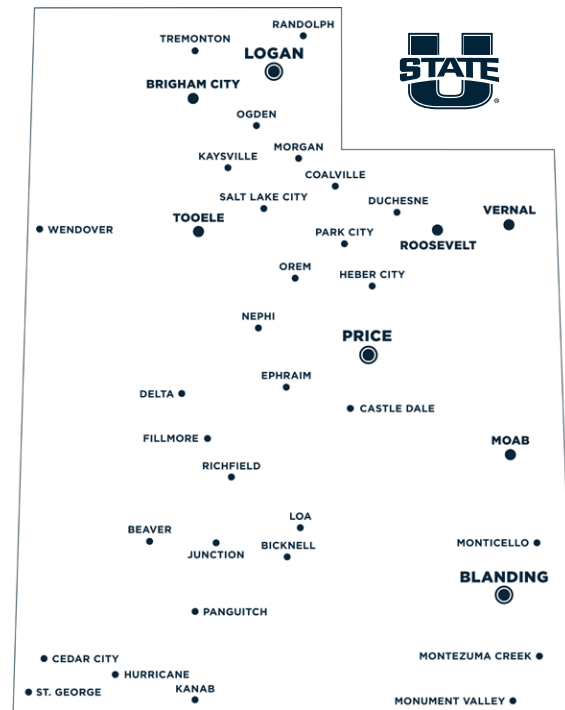 RANDOLPH
TREMONTON
LOGAN
U
STATE
®
BRIGHAM CITY
OGDEN
MORGAN
KAYSVILLE
COALVILLE
SALT LAKE CITY
DUCHESNE
VERNAL
TOOELE
WENDOVER
PARK CITY
ROOSEVELT
OREM
HEBER CITY
NEPHI
PRICE
EPHRAIM
DELTA
CASTLE DALE
FILLMORE
MOAB
RICHFIELD
LOA
BEAVER
JUNCTION
BICKNELL
MONTICELLO
BLANDING
PANGUITCH
CEDAR CITY
MONTEZUMA CREEK
HURRICANE
ST. GEORGE
KANAB
MONUMENT VALLEY